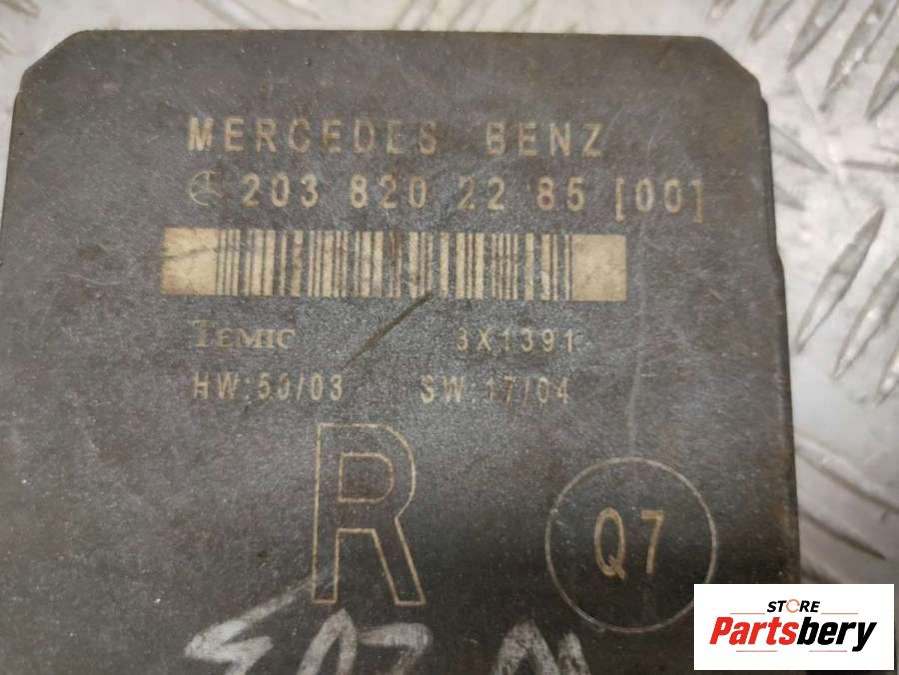 MERCEDES BENZ
203 820 22 85 [00]
TEMIC 3X1391
HW:50/03 SW:17/04
R
Q7
STORE
Partsbery